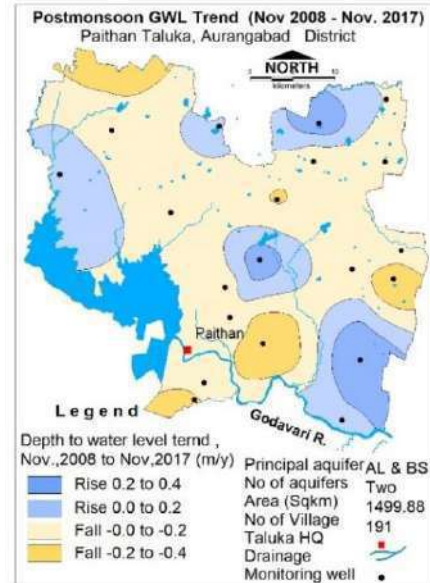 Postmonsoon GWL Trend (Nov 2008 - Nov. 2017)
Paithan Taluka, Aurangabad District
NORTH
kilometers
Paithan
Godavari R.
Legend
Depth to water level ternd ,
Nov.,2008 to Nov,2017 (m/y)
Rise 0.2 to 0.4
Rise 0.0 to 0.2
Fall -0.0 to -0.2
Fall -0.2 to -0.4
Principal aquifer AL & BS
No of aquifers Two
Area (Sqkm) 1499.88
No of Village 191
Taluka HQ
Drainage
Monitoring well